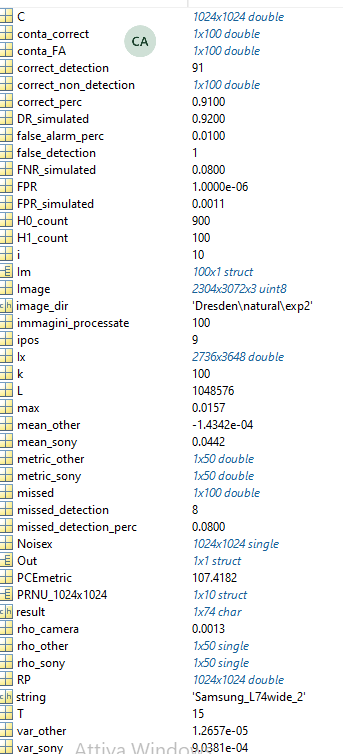 C 1024x1024 double
conta_correct 1x100 double
CA
conta_FA 1x100 double
correct_detection 91
correct_non_detection 1x100 double
correct_perc 0.9100
DR_simulated 0.9200
false_alarm_perc 0.0100
false_detection 1
FNR_simulated 0.0800
FPR 1.0000e-06
FPR_simulated 0.0011
H0_count 900
H1_count 100
i 10
Im 100x1 struct
Image 2304x3072x3 uint8
image_dir 'Dresden\natural\exp2'
immagini_processate 100
ipos 9
Ix 2736x3648 double
k 100
L 1048576
max 0.0157
mean_other -1.4342e-04
mean_sony 0.0442
metric_other 1x50 double
metric_sony 1x50 double
missed 1x100 double
missed_detection 8
missed_detection_perc 0.0800
Noisex 1024x1024 single
Out 1x1 struct
PCEmetric 107.4182
PRNU_1024x1024 1x10 struct
result 1x74 char
rho_camera 0.0013
rho_other 1x50 single
rho_sony 1x50 single
RP 1024x1024 double
string 'Samsung_L74wide_2'
T 15
var_other 1.2657e-05
var_sony 9.0381e-04
Attiva Windows